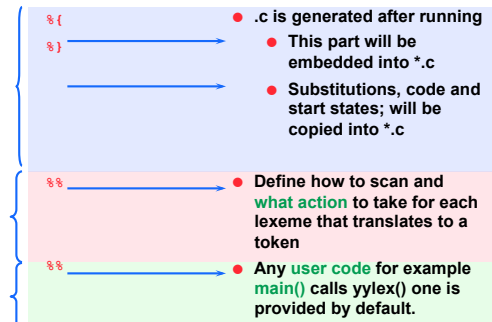 %{
● .c is generated after running
%}
● This part will be
embedded into *.c
● Substitutions, code and
start states; will be
copied into *.c
%%
● Define how to scan and
what action to take for each
lexeme that translates to a
token
%%
● Any user code for example
main() calls yylex() one is
provided by default.